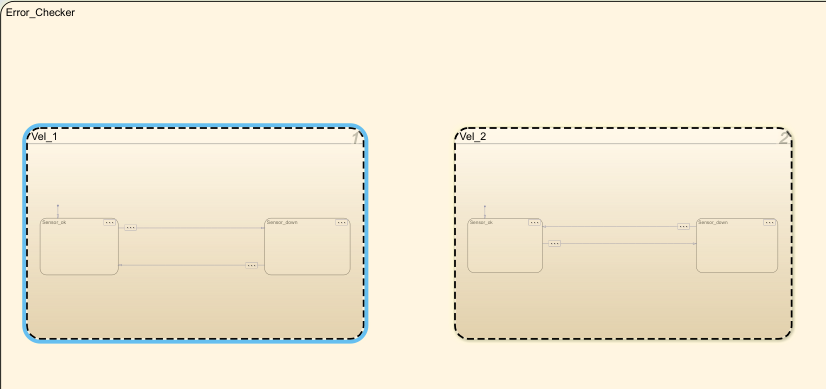 Error_Checker
Vel_1
1
Vel_2
2
Sensor_ok
Sensor_down
Sensor_ok
Sensor_down